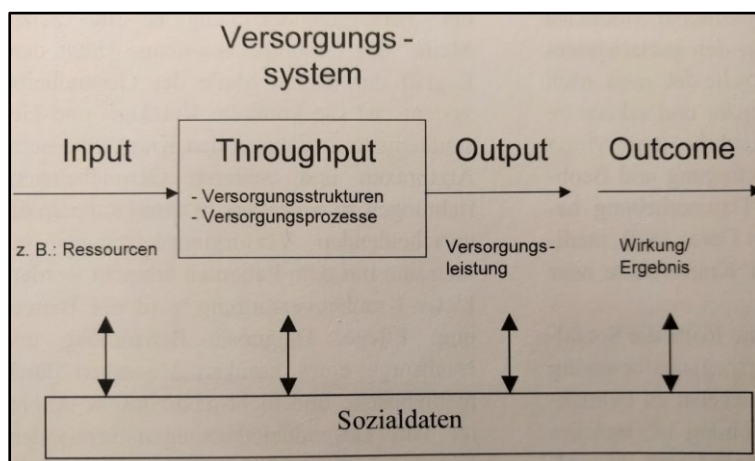 Versorgungs-
system
Input
Throughput
Output
Outcome
- Versorgungsstrukturen
- Versorgungsprozesse
z. B.: Ressourcen
Versorgungs-
leistung
Wirkung/
Ergebnis
Sozialdaten